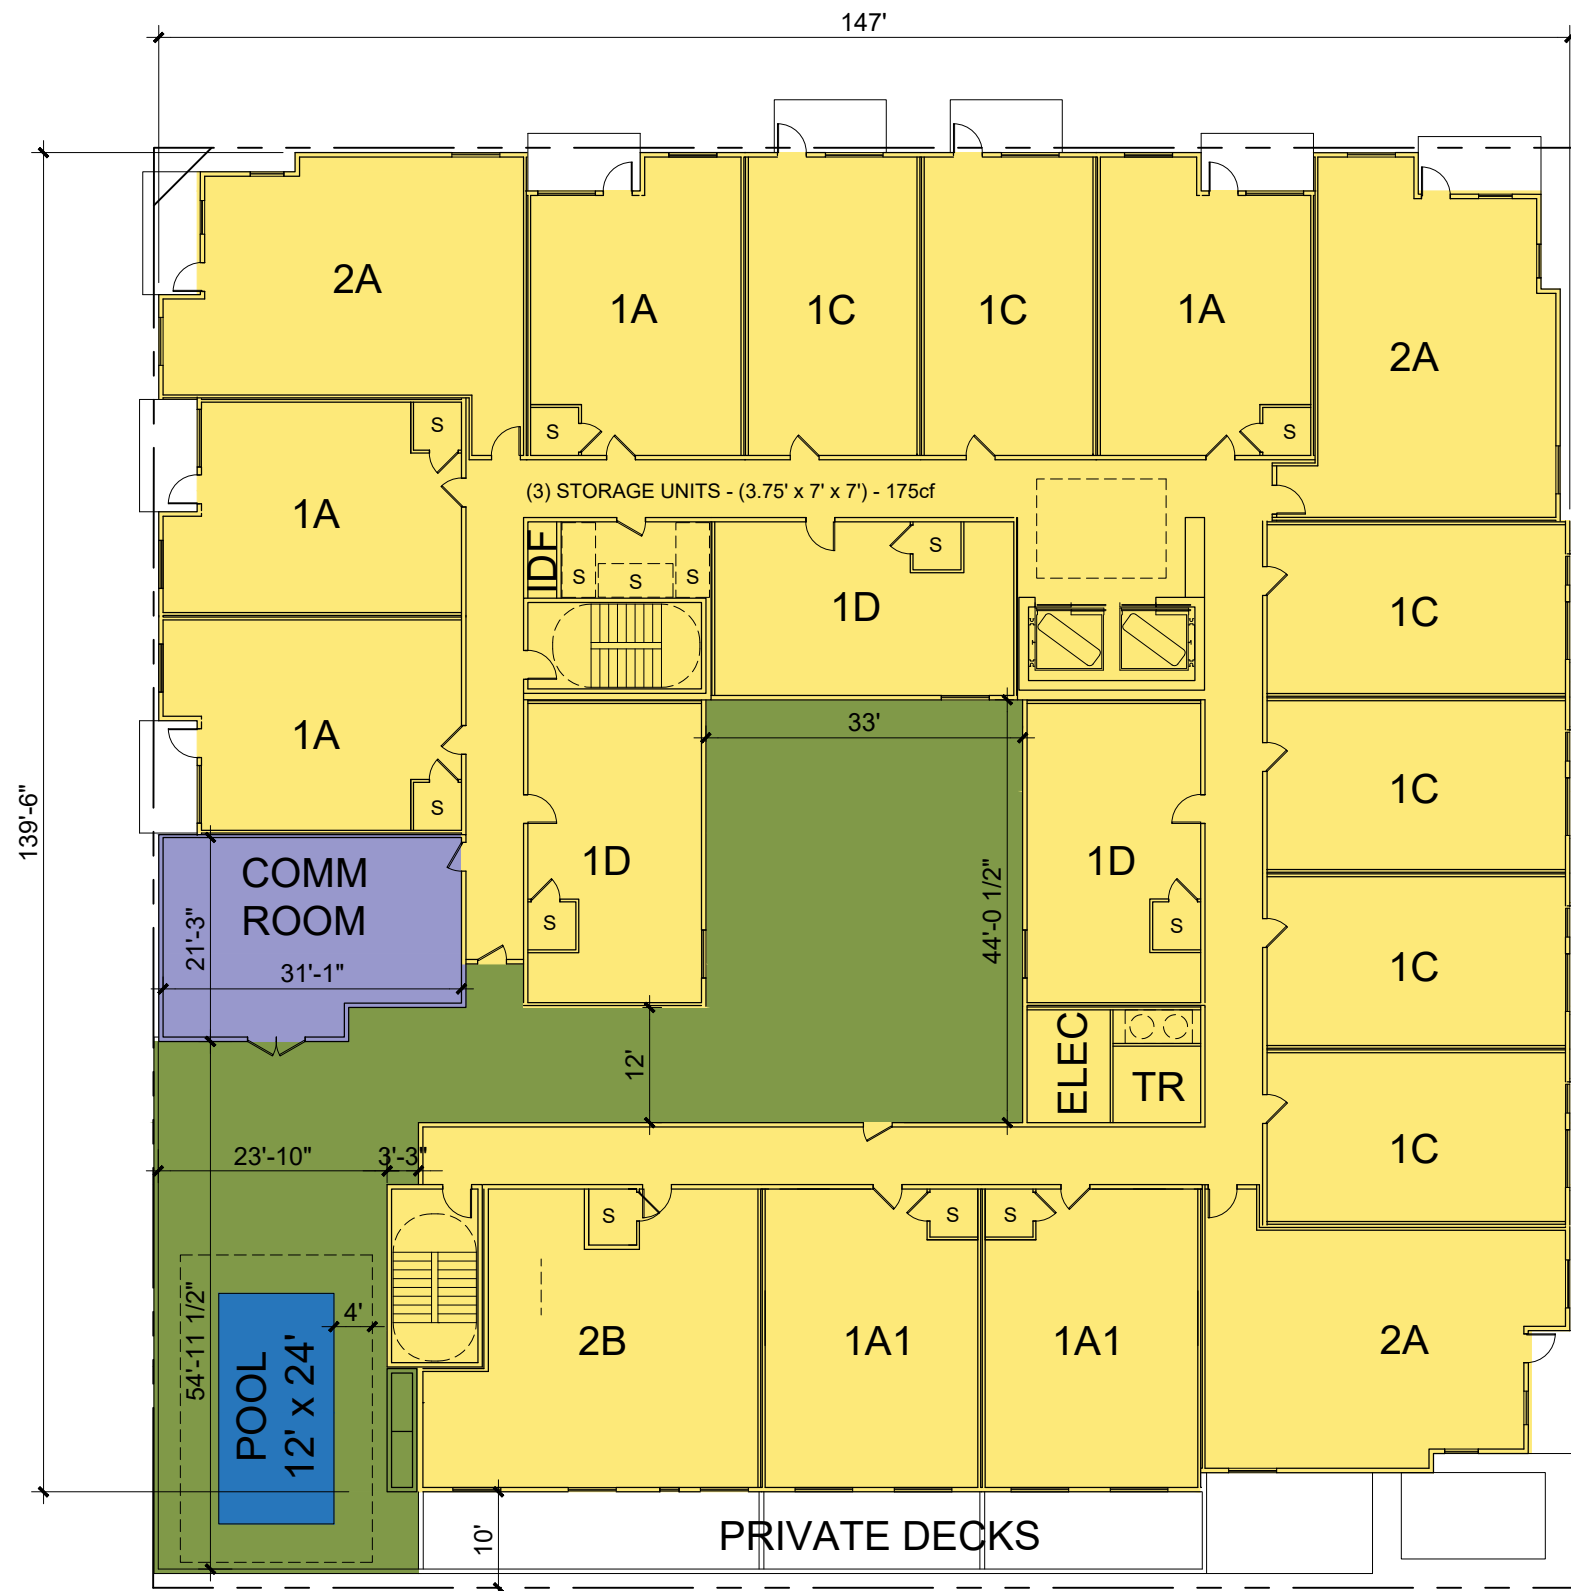 147'
2A
1A
1C
1C
1A
2A
139'-6"
S
S
S
(3) STORAGE UNITS - (3.75' x 7' x 7') - 175cf
1A
IDF
S
S
S
S
1D
1C
1A
33'
1C
S
COMM
ROOM
21'-3"
31'-1"
1D
S
44'-0 1/2"
1D
S
1C
12'
ELEC
TR
1C
23'-10"
3'-3"
S
S
S
54'-11 1/2"
4'
POOL
12' x 24'
2B
1A1
1A1
2A
10'
PRIVATE DECKS